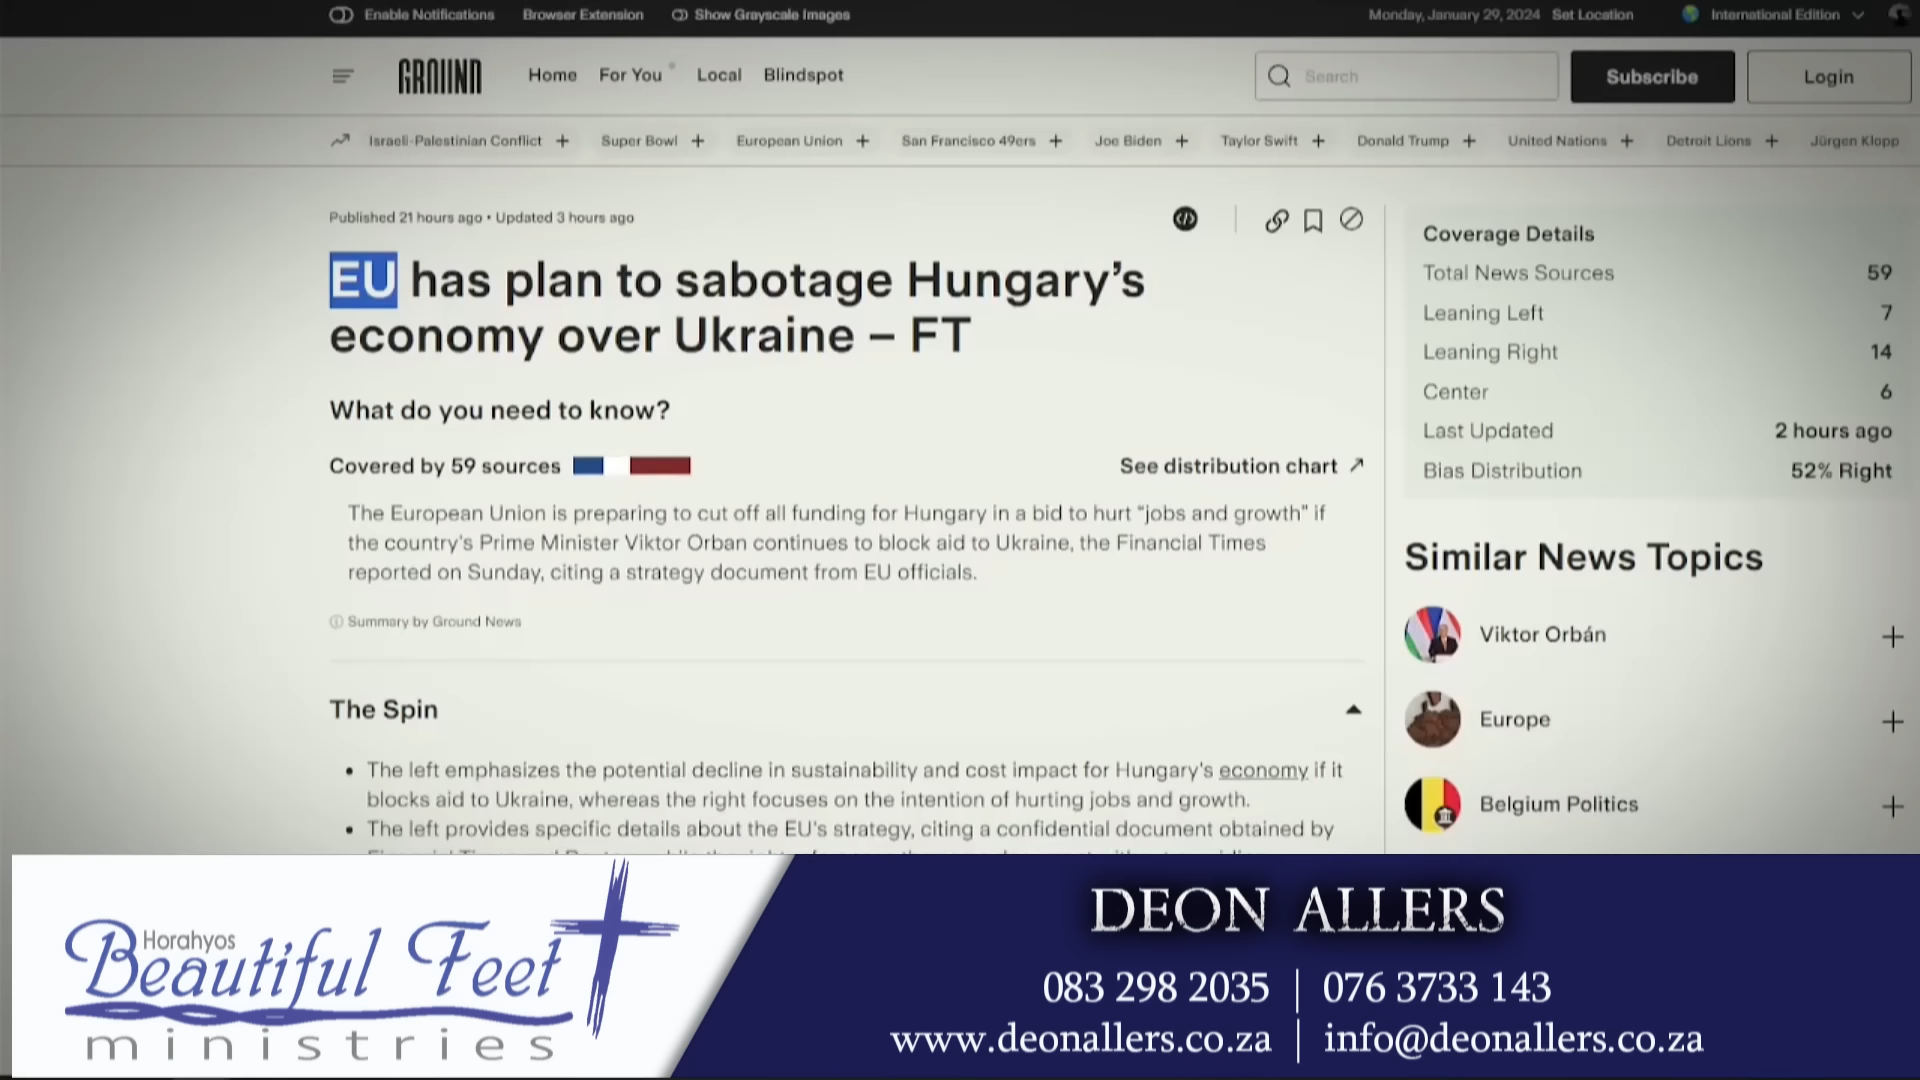 Enable Notifications Browser Extension Show Grayscale Images Monday, January 29, 2024 Set Location International Edition
GROUND Home For You Local Blindspot Search Subscribe Login
Israeli-Palestinian Conflict + Super Bowl + European Union + San Francisco 49ers + Joe Biden + Taylor Swift + Donald Trump + United Nations + Detroit Lions + Jürgen Klopp
Published 21 hours ago • Updated 3 hours ago
EU has plan to sabotage Hungary’s
economy over Ukraine – FT
What do you need to know?
Covered by 59 sources See distribution chart
The European Union is preparing to cut off all funding for Hungary in a bid to hurt "jobs and growth" if
the country's Prime Minister Viktor Orban continues to block aid to Ukraine, the Financial Times
reported on Sunday, citing a strategy document from EU officials.
Summary by Ground News
The Spin
• The left emphasizes the potential decline in sustainability and cost impact for Hungary's economy if it
blocks aid to Ukraine, whereas the right focuses on the intention of hurting jobs and growth.
• The left provides specific details about the EU's strategy, citing a confidential document obtained by
Coverage Details
Total News Sources 59
Leaning Left 7
Leaning Right 14
Center 6
Last Updated 2 hours ago
Bias Distribution 52% Right
Similar News Topics
Viktor Orbán +
Europe +
Belgium Politics +
Horahyos
Beautiful Feet
ministries
DEON ALLERS
083 298 2035 | 076 3733 143
www.deonallers.co.za | info@deonallers.co.za